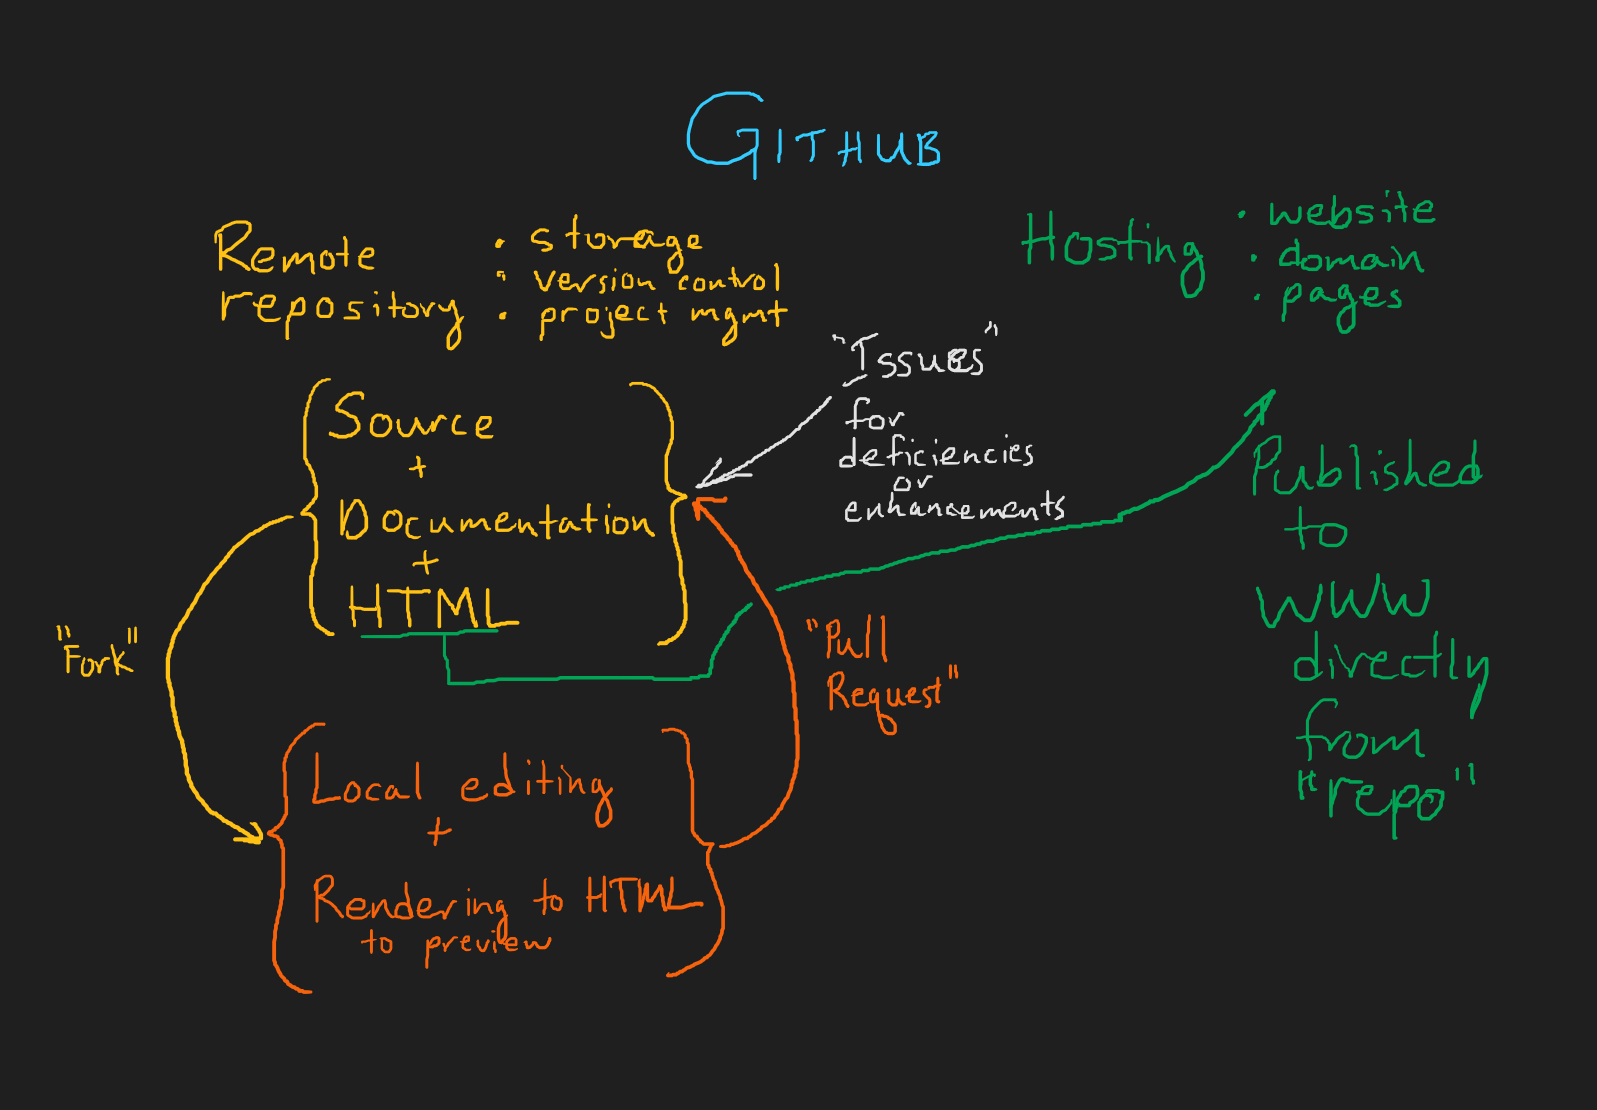 GITHUB
Remote
repository
• storage
• version control
• project mgmt
Hosting
• website
• domain
• pages
"Issues"
for
deficiencies
or
enhancements
Source
+
Documentation
+
HTML
"Fork"
"Pull
Request"
Local editing
+
Rendering to HTML
to preview
Published
to
WWW
directly
from
"repo"